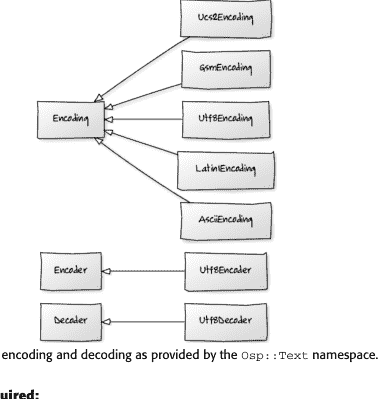 Ucs2Encoding
GsmEncoding
Encoding
Utf8Encoding
Latin1Encoding
AsciiEncoding
Encoder
Utf8Encoder
Decoder
Utf8Decoder
encoding and decoding as provided by the Osp::Text namespace.
uired: